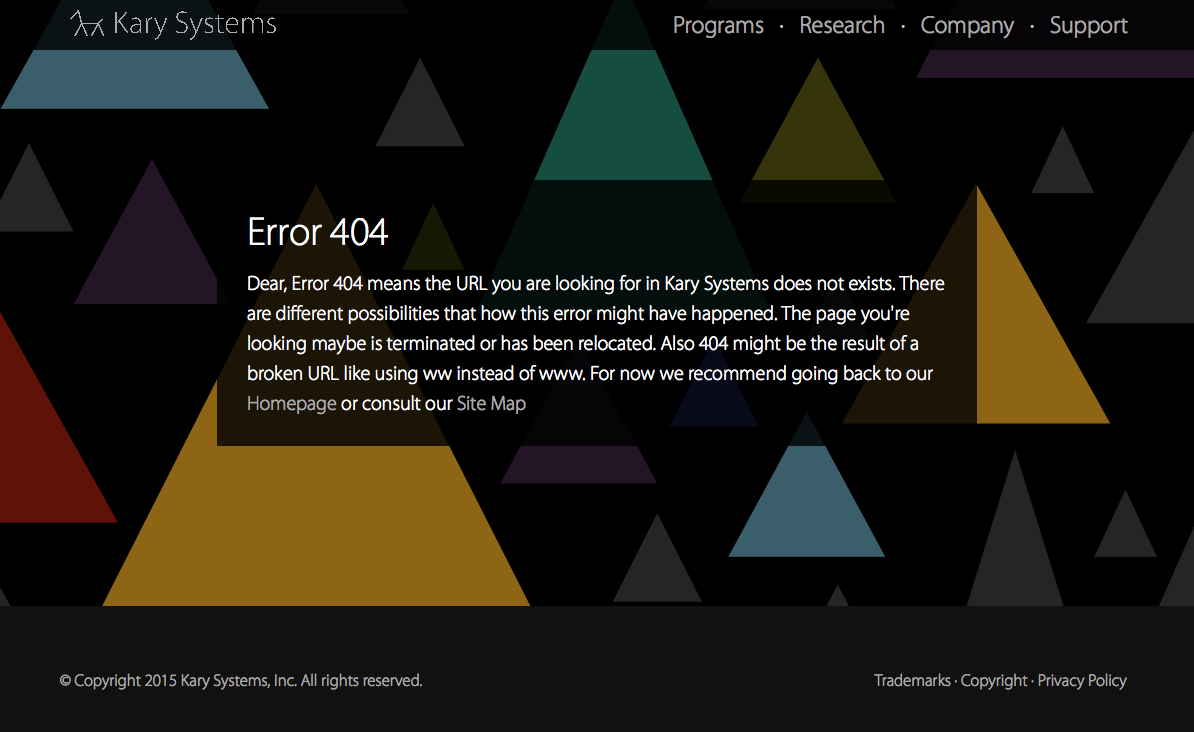 Kary Systems
Programs · Research · Company · Support
Error 404
Dear, Error 404 means the URL you are looking for in Kary Systems does not exists. There
are different possibilities that how this error might have happened. The page you're
looking maybe is terminated or has been relocated. Also 404 might be the result of a
broken URL like using ww instead of www. For now we recommend going back to our
Homepage or consult our Site Map
© Copyright 2015 Kary Systems, Inc. All rights reserved.
Trademarks · Copyright · Privacy Policy